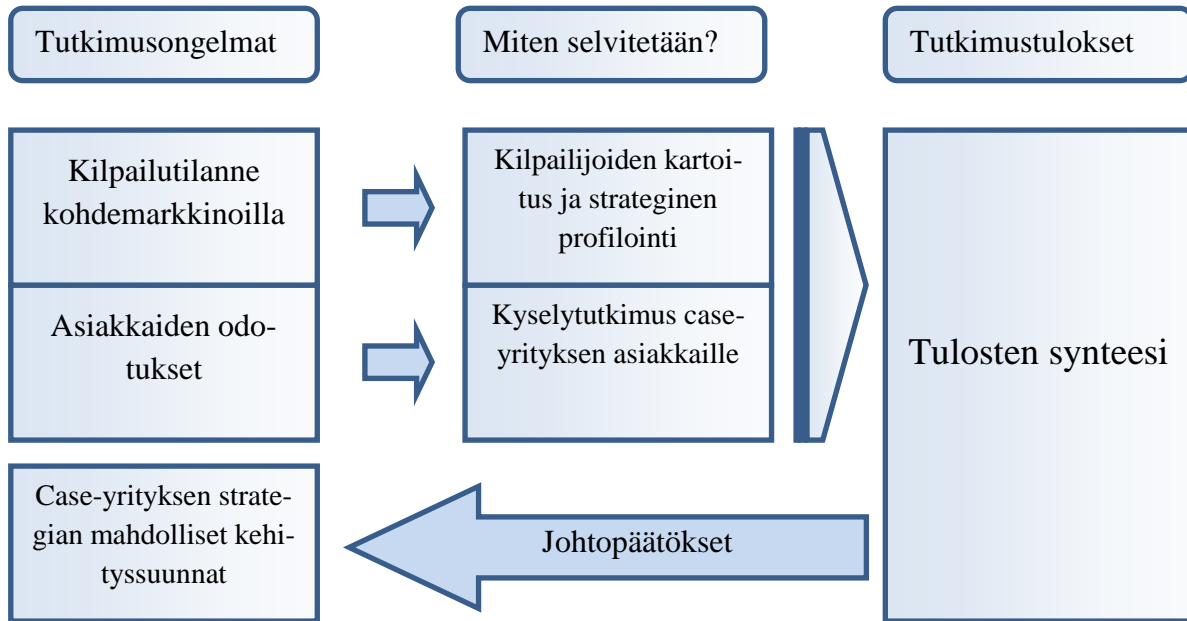 Tutkimusongelmat
Miten selvitetään?
Tutkimustulokset
Kilpailutilanne
kohdemarkkinoilla
Kilpailijoiden kartoi-
tus ja strateginen
profilointi
Asiakkaiden odo-
tukset
Kyselytutkimus case-
yrityksen asiakkaille
Tulosten synteesi
Case-yrityksen strate-
gian mahdolliset kehi-
tyssuunnat
Johtopäätökset